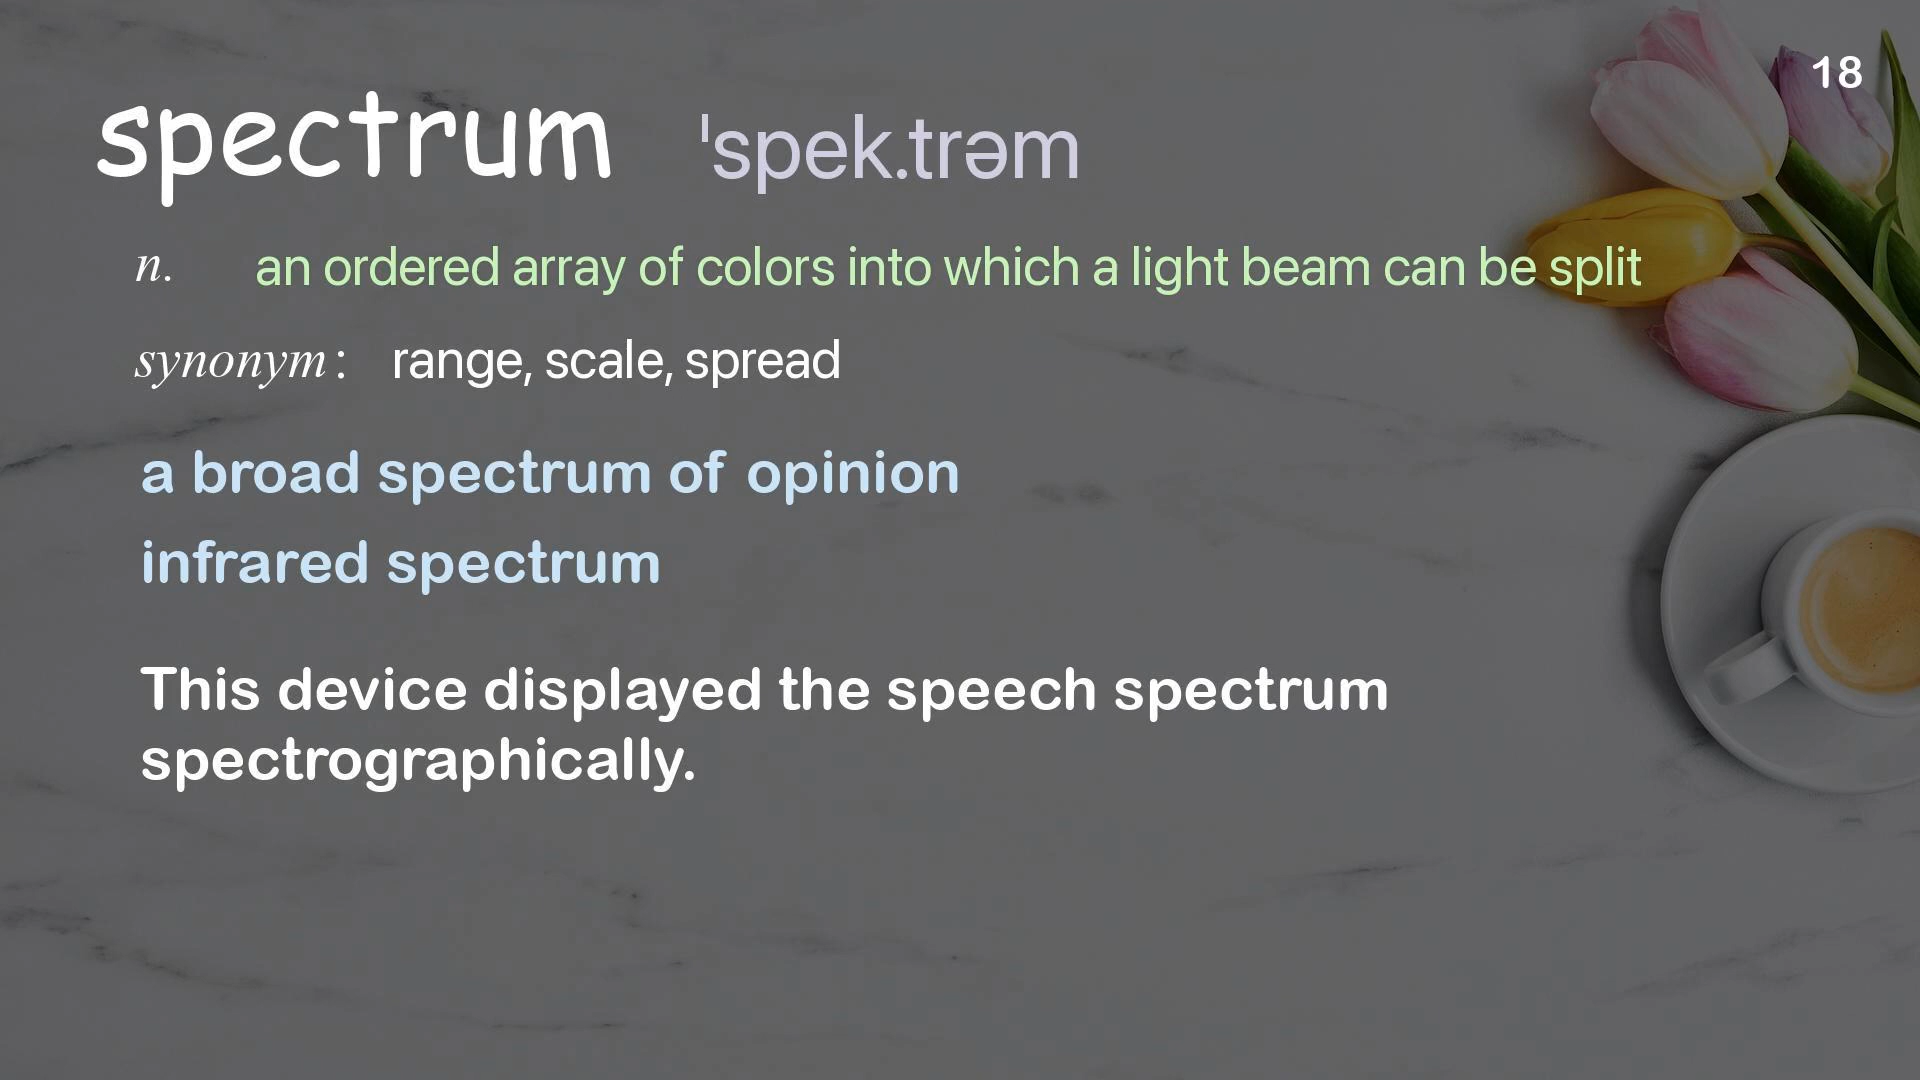 18
spectrum ˈspek.trəm
n. an ordered array of colors into which a light beam can be split
synonym: range, scale, spread
a broad spectrum of opinion
infrared spectrum
This device displayed the speech spectrum
spectrographically.